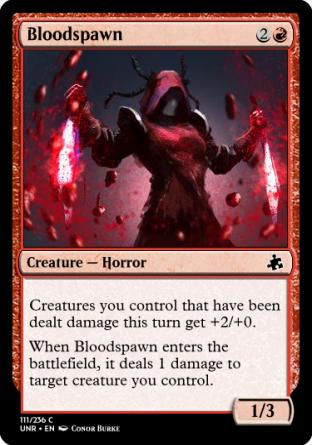 Bloodspawn 2
Creature — Horror
Creatures you control that have been
dealt damage this turn get +2/+0.
When Bloodspawn enters the
battlefield, it deals 1 damage to
target creature you control.
1/3
111/236 C
UNR • EN Conor Burke